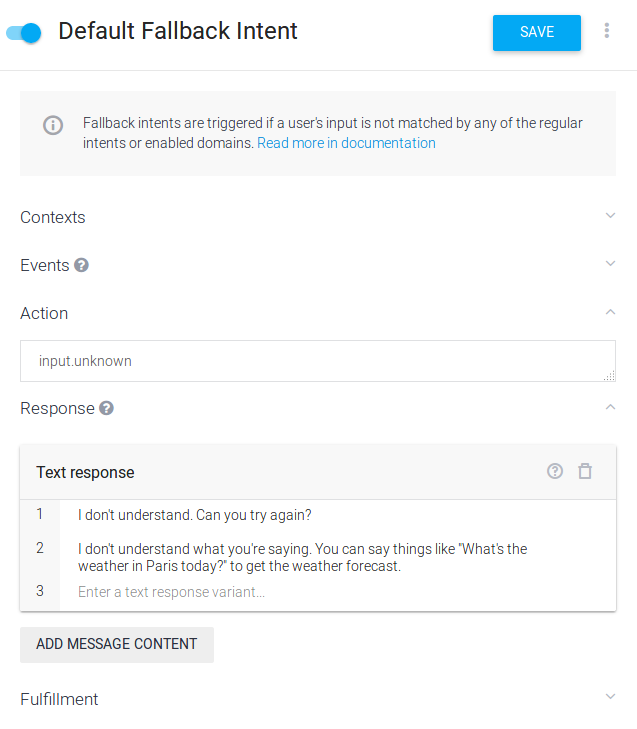 Default Fallback Intent
SAVE
Fallback intents are triggered if a user's input is not matched by any of the regular
intents or enabled domains. Read more in documentation
Contexts
Events ?
Action
input.unknown
Response ?
Text response
?
1 I don't understand. Can you try again?
2 I don't understand what you're saying. You can say things like "What's the
weather in Paris today?" to get the weather forecast.
3 Enter a text response variant...
ADD MESSAGE CONTENT
Fulfillment